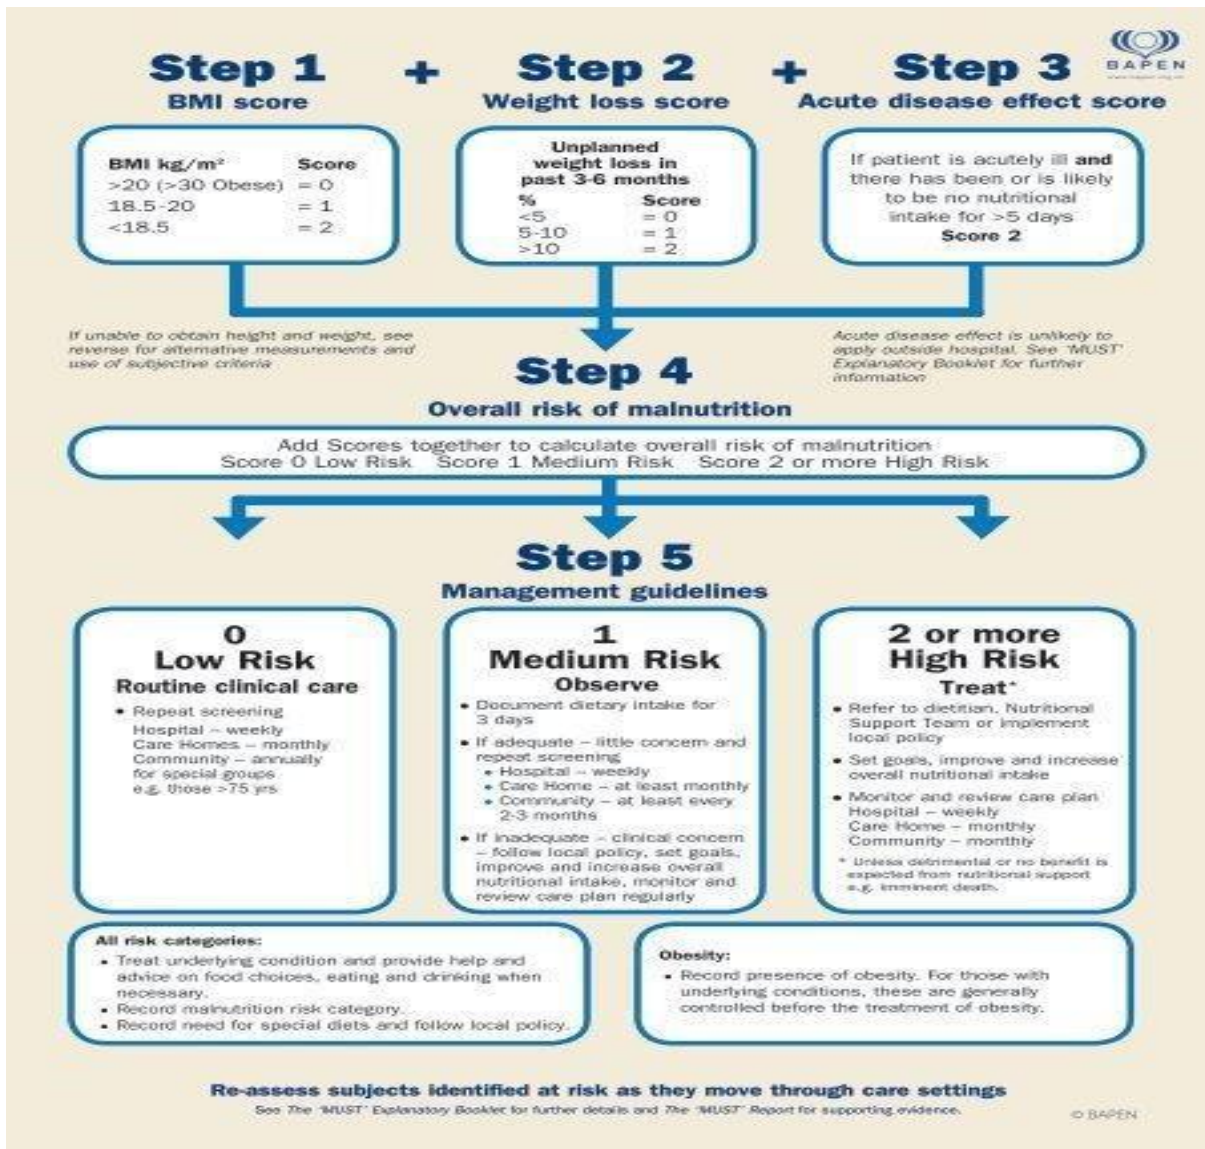 BAPEN
Step 1 + Step 2 + Step 3
BMI score
Weight loss score
Acute disease effect score
BMI kg/m² Score
>20 (>30 Obese) = 0
18.5-20 = 1
<18.5 = 2
Unplanned
weight loss in
past 3-6 months
% Score
<5 = 0
5-10 = 1
>10 = 2
If patient is acutely ill and
there has been or is likely
to be no nutritional
intake for >5 days
Score 2
If unable to obtain height and weight, see
reverse for alternative measurements and
use of subjective criteria
Acute disease effect is unlikely to
apply outside hospital. See 'MUST'
Explanatory Booklet for further
information
Step 4
Overall risk of malnutrition
Add Scores together to calculate overall risk of malnutrition
Score 0 Low Risk Score 1 Medium Risk Score 2 or more High Risk
Step 5
Management guidelines
0
Low Risk
Routine clinical care
• Repeat screening
Hospital – weekly
Care Homes – monthly
Community – annually
for special groups
e.g. those >75 yrs
1
Medium Risk
Observe
• Document dietary intake for
3 days
• If adequate – little concern and
repeat screening
• Hospital – weekly
• Care Home – at least monthly
• Community – at least every
2-3 months
• If inadequate – clinical concern
– follow local policy, set goals,
improve and increase overall
nutritional intake, monitor and
review care plan regularly
2 or more
High Risk
Treat*
• Refer to dietitian, Nutritional
Support Team or implement
local policy
• Set goals, improve and increase
overall nutritional intake
• Monitor and review care plan
Hospital – weekly
Care Home – monthly
Community – monthly
* Unless detrimental or no benefit is
expected from nutritional support
e.g. imminent death.
All risk categories:
• Treat underlying condition and provide help and
advice on food choices, eating and drinking when
necessary.
• Record malnutrition risk category.
• Record need for special diets and follow local policy.
Obesity:
• Record presence of obesity. For those with
underlying conditions, these are generally
controlled before the treatment of obesity.
Re-assess subjects identified at risk as they move through care settings
See The 'MUST' Explanatory Booklet for further details and The 'MUST' Report for supporting evidence.
© BAPEN